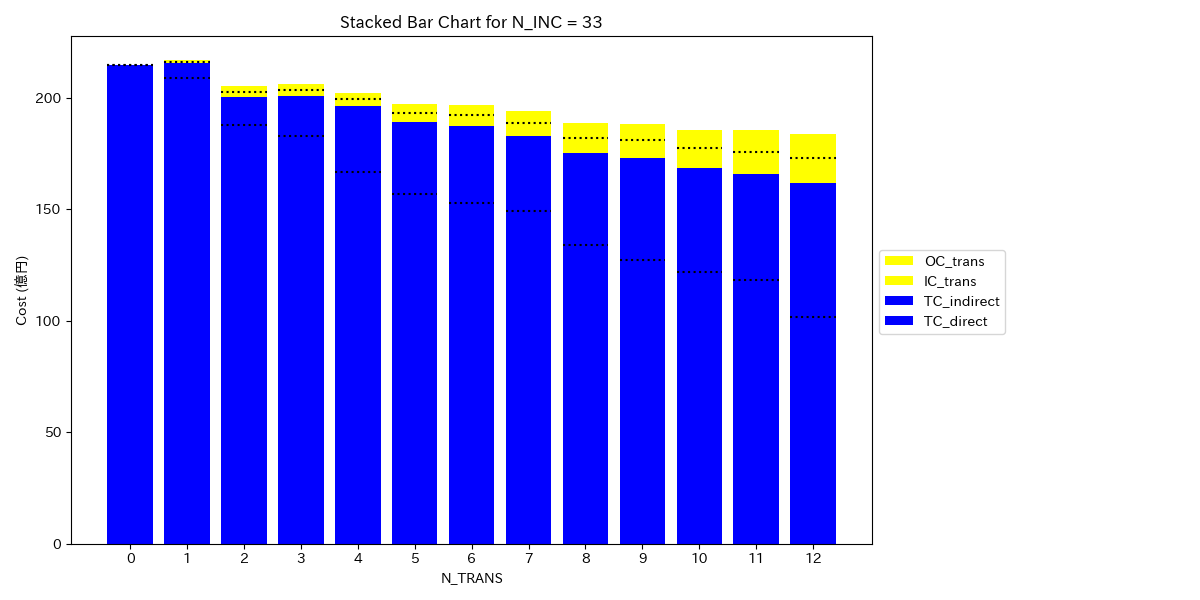 Stacked Bar Chart for N_INC = 33
Cost (億円)
200
150
100
50
0
0 1 2 3 4 5 6 7 8 9 10 11 12
N_TRANS
OC_trans
IC_trans
TC_indirect
TC_direct